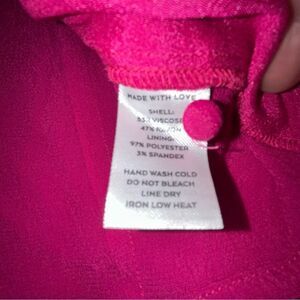 MADE WITH LOVE
SHELL:
53% VISCOSE
47% RAYON
LINING:
97% POLYESTER
3% SPANDEX
HAND WASH COLD
DO NOT BLEACH
LINE DRY
IRON LOW HEAT